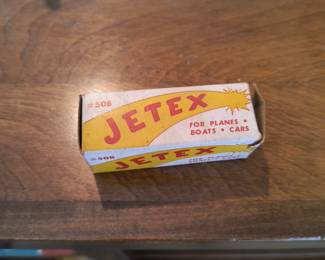 #508
JETEX
FOR PLANES •
BOATS • CARS
#508
JETEX